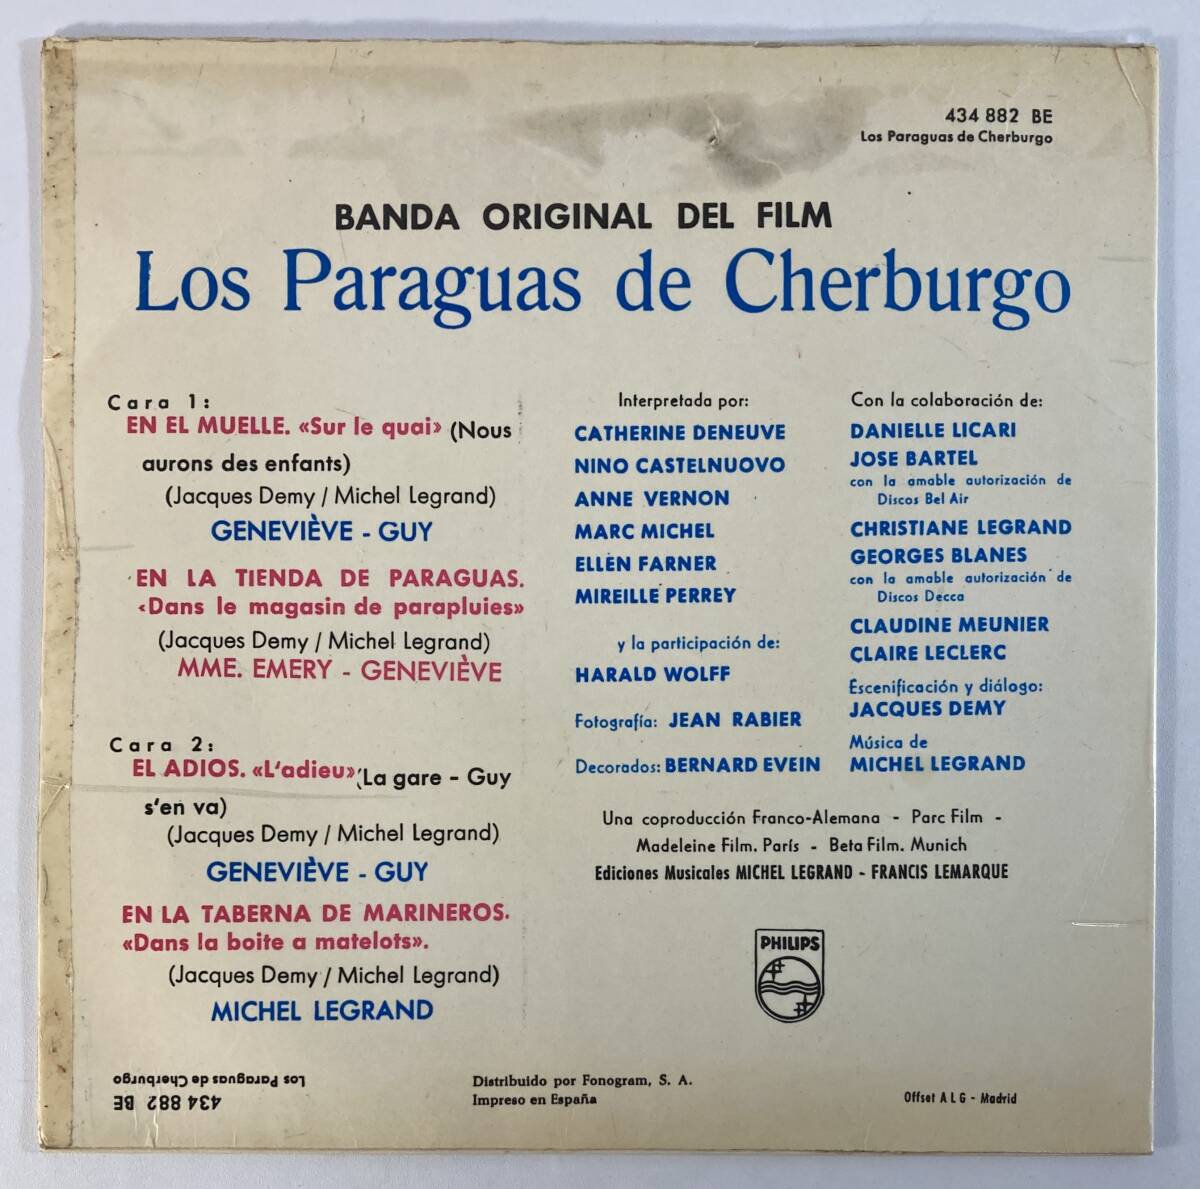 434 882 BE
Los Paraguas de Cherburgo
BANDA ORIGINAL DEL FILM
Los Paraguas de Cherburgo
Cara 1:
EN EL MUELLE. «Sur le quai» (Nous
aurons des enfants)
(Jacques Demy / Michel Legrand)
GENEVIÈVE - GUY
EN LA TIENDA DE PARAGUAS.
«Dans le magasin de parapluies»
(Jacques Demy / Michel Legrand)
MME. EMERY - GENEVIÈVE
Cara 2:
EL ADIOS. «L'adieu» (La gare - Guy
s'en va)
(Jacques Demy / Michel Legrand)
GENEVIÈVE - GUY
EN LA TABERNA DE MARINEROS.
«Dans la boite a matelots».
(Jacques Demy / Michel Legrand)
MICHEL LEGRAND
Interpretada por:
CATHERINE DENEUVE
NINO CASTELNUOVO
ANNE VERNON
MARC MICHEL
ELLEN FARNER
MIREILLE PERREY
y la participación de:
HARALD WOLFF
Fotografía: JEAN RABIER
Decorados: BERNARD EVEIN
Con la colaboración de:
DANIELLE LICARI
JOSE BARTEL
con la amable autorización de
Discos Bel Air
CHRISTIANE LEGRAND
GEORGES BLANES
con la amable autorización de
Discos Decca
CLAUDINE MEUNIER
CLAIRE LECLERC
Escenificación y diálogo:
JACQUES DEMY
Música de
MICHEL LEGRAND
Una coproducción Franco-Alemana - Parc Film -
Madeleine Film. París - Beta Film. Munich
Ediciones Musicales MICHEL LEGRAND - FRANCIS LEMARQUE
PHILIPS
434 882 BE
Los Paraguas de Cherburgo
Distribuido por Fonogram, S. A.
Impreso en España
Offset A L G - Madrid